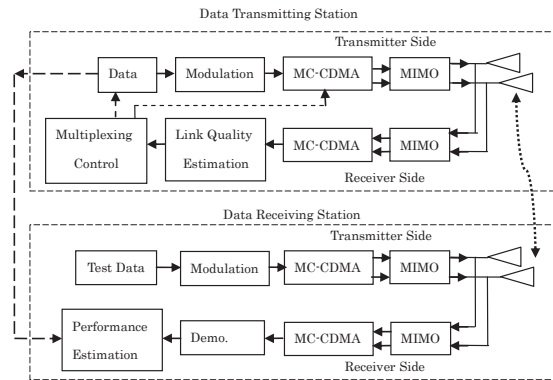 Data Transmitting Station
Transmitter Side
Data
Modulation
MC-CDMA
MIMO
Multiplexing
Control
Link Quality
Estimation
MC-CDMA
MIMO
Receiver Side
Data Receiving Station
Transmitter Side
Test Data
Modulation
MC-CDMA
MIMO
Performance
Estimation
Demo.
MC-CDMA
MIMO
Receiver Side